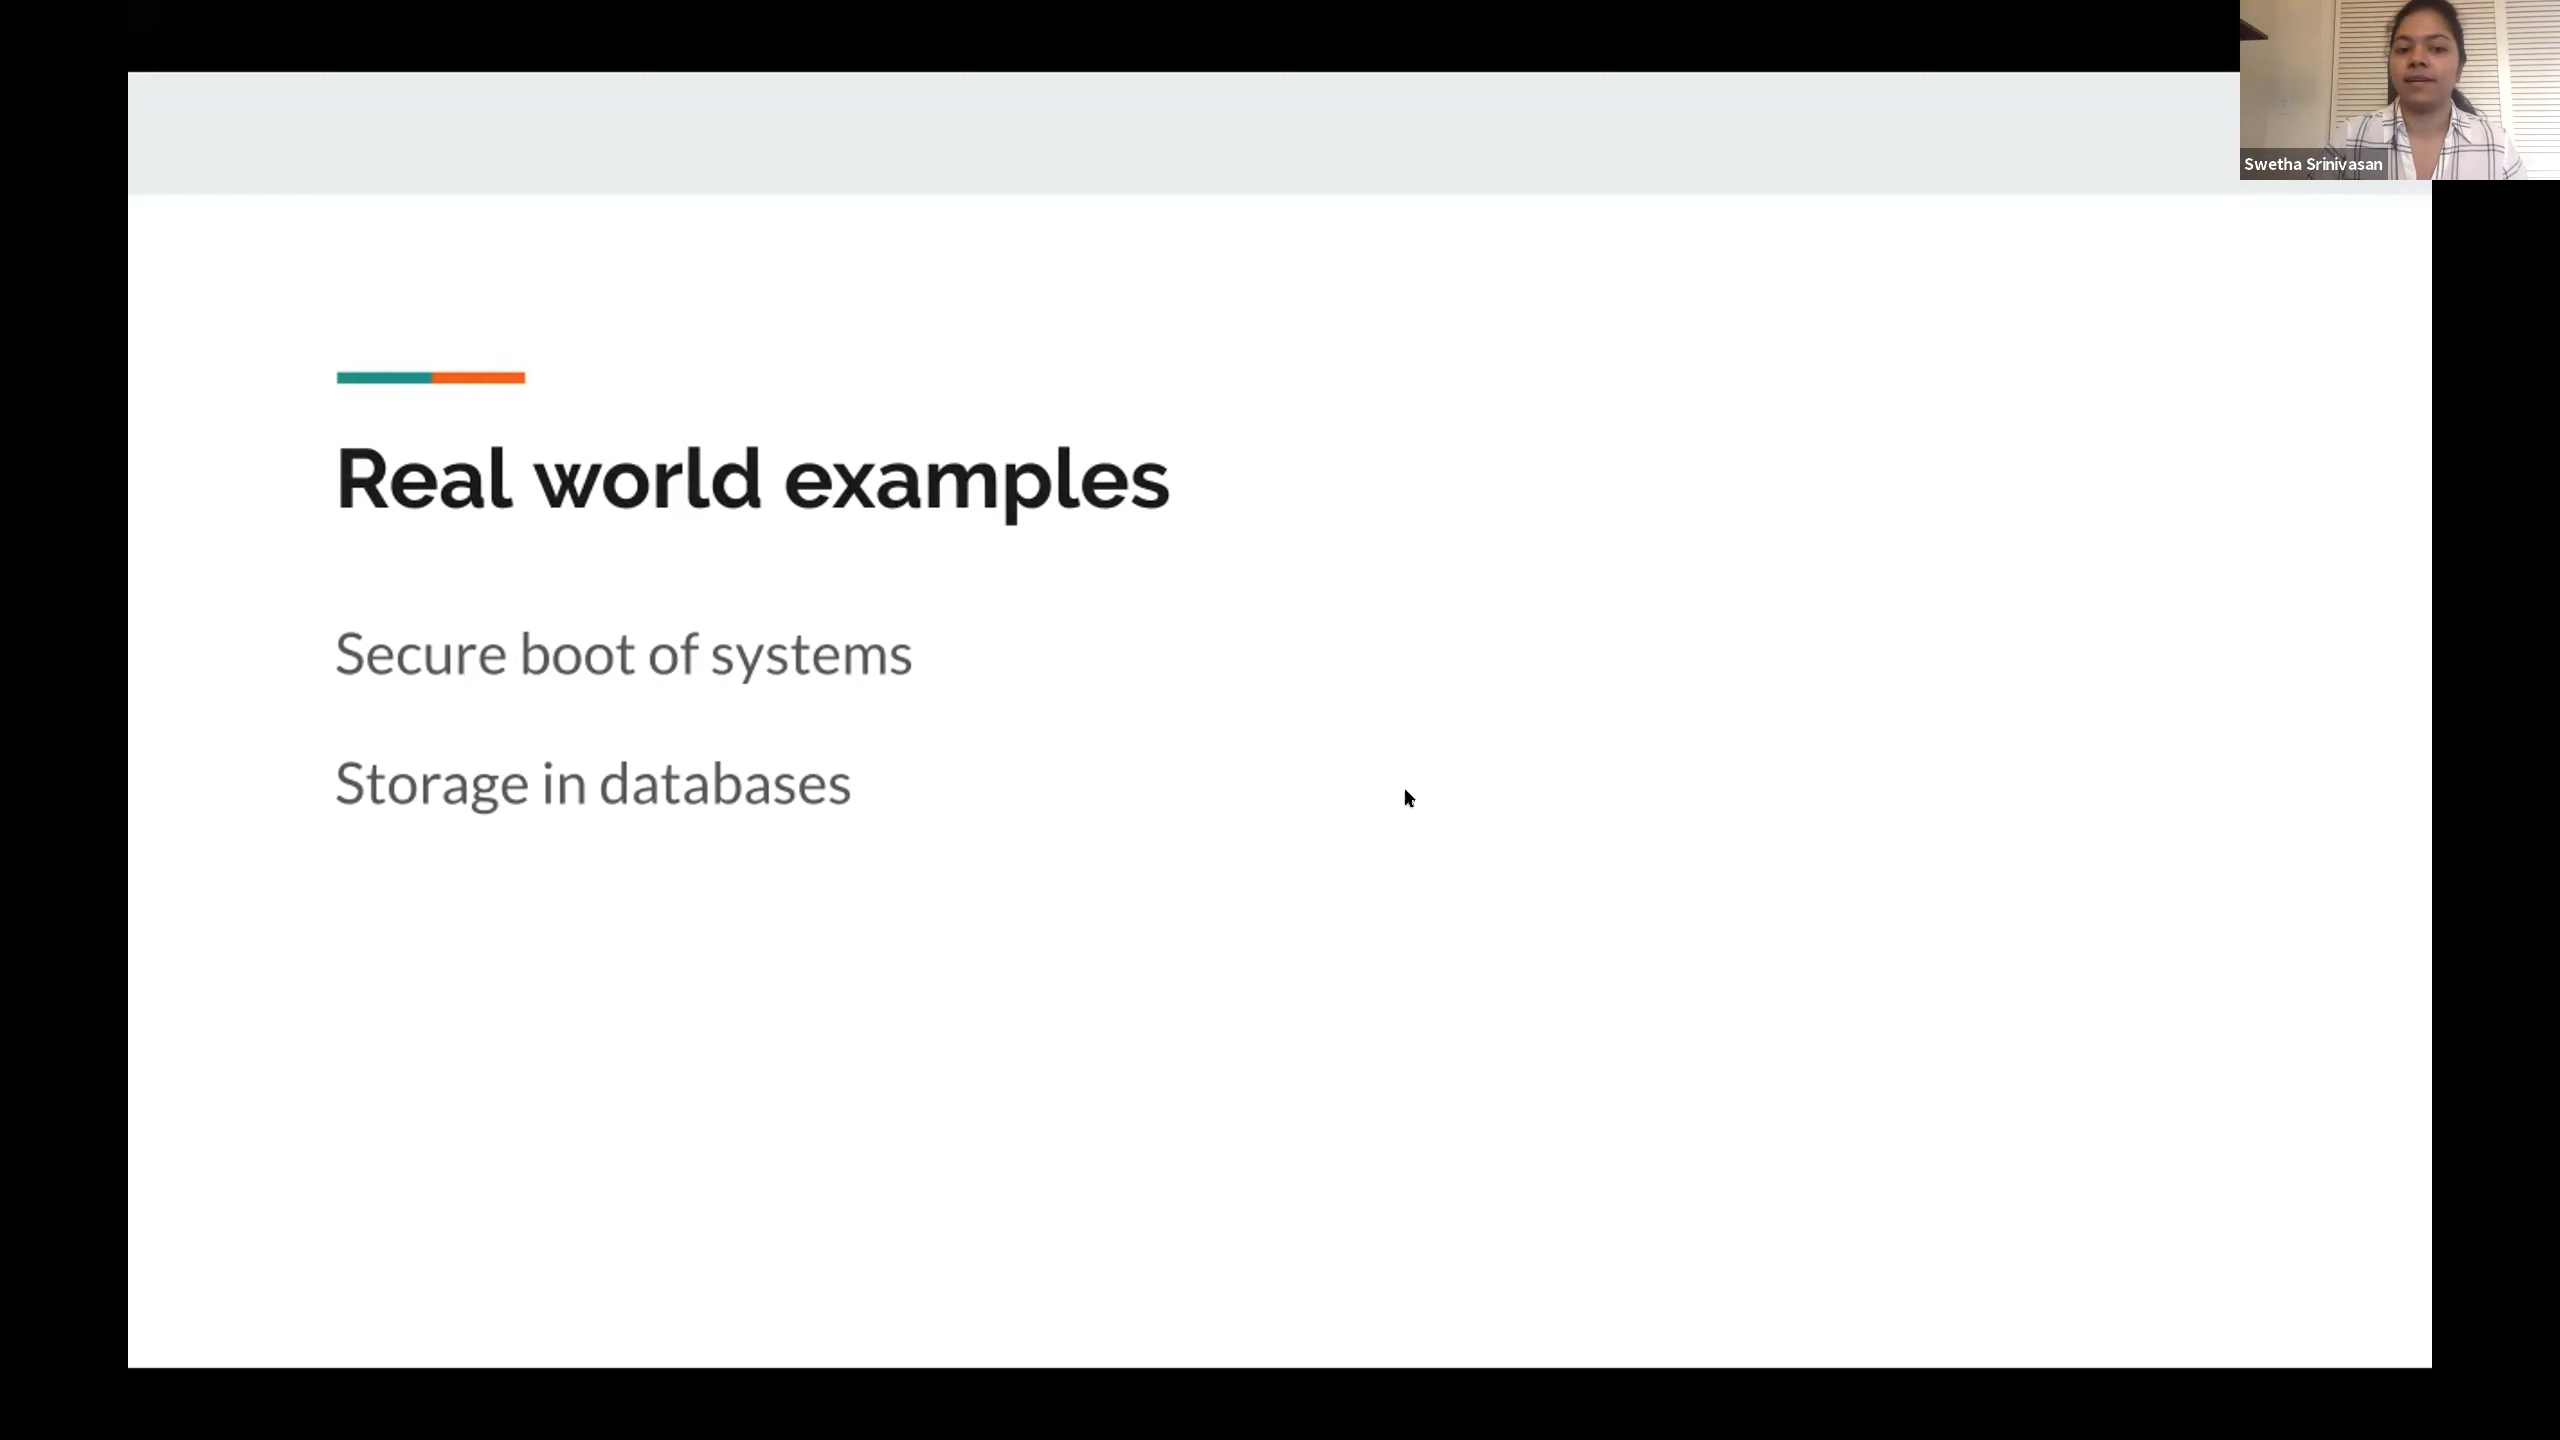 Swetha Srinivasan
Real world examples
Secure boot of systems
Storage in databases